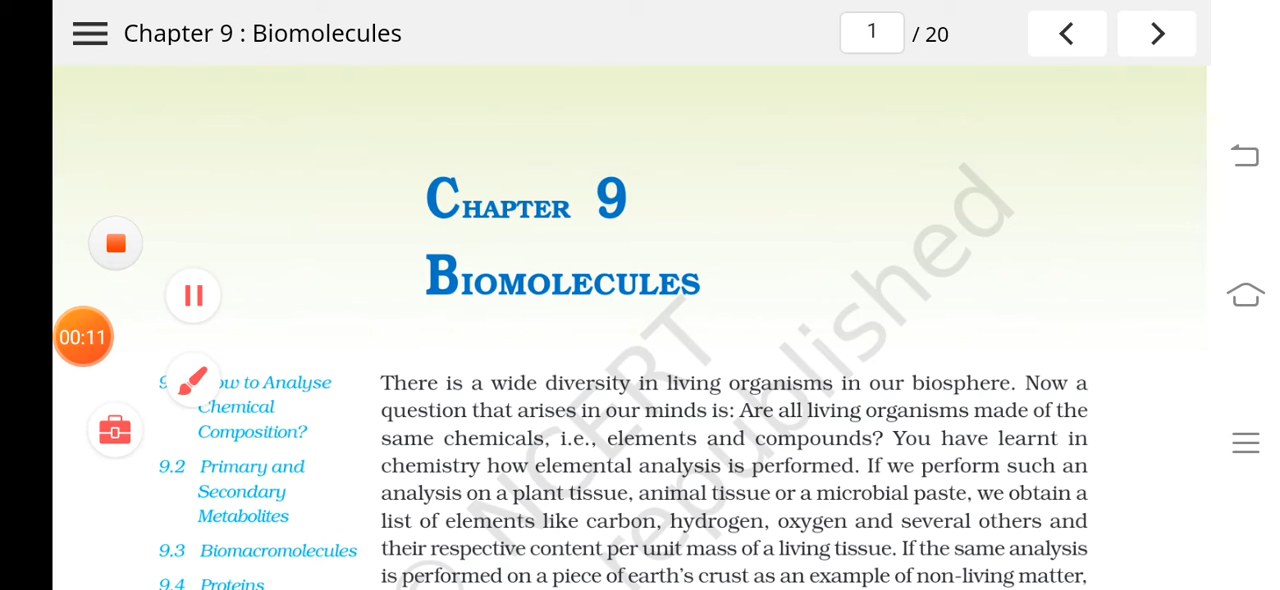 Chapter 9 : Biomolecules
1 / 20
CHAPTER 9
BIOMOLECULES
00:11
How to Analyse
Chemical
Composition?
9.2 Primary and
Secondary
Metabolites
9.3 Biomacromolecules
9.4 Proteins
There is a wide diversity in living organisms in our biosphere. Now a
question that arises in our minds is: Are all living organisms made of the
same chemicals, i.e., elements and compounds? You have learnt in
chemistry how elemental analysis is performed. If we perform such an
analysis on a plant tissue, animal tissue or a microbial paste, we obtain a
list of elements like carbon, hydrogen, oxygen and several others and
their respective content per unit mass of a living tissue. If the same analysis
is performed on a piece of earth's crust as an example of non-living matter,
© NCERT
republished